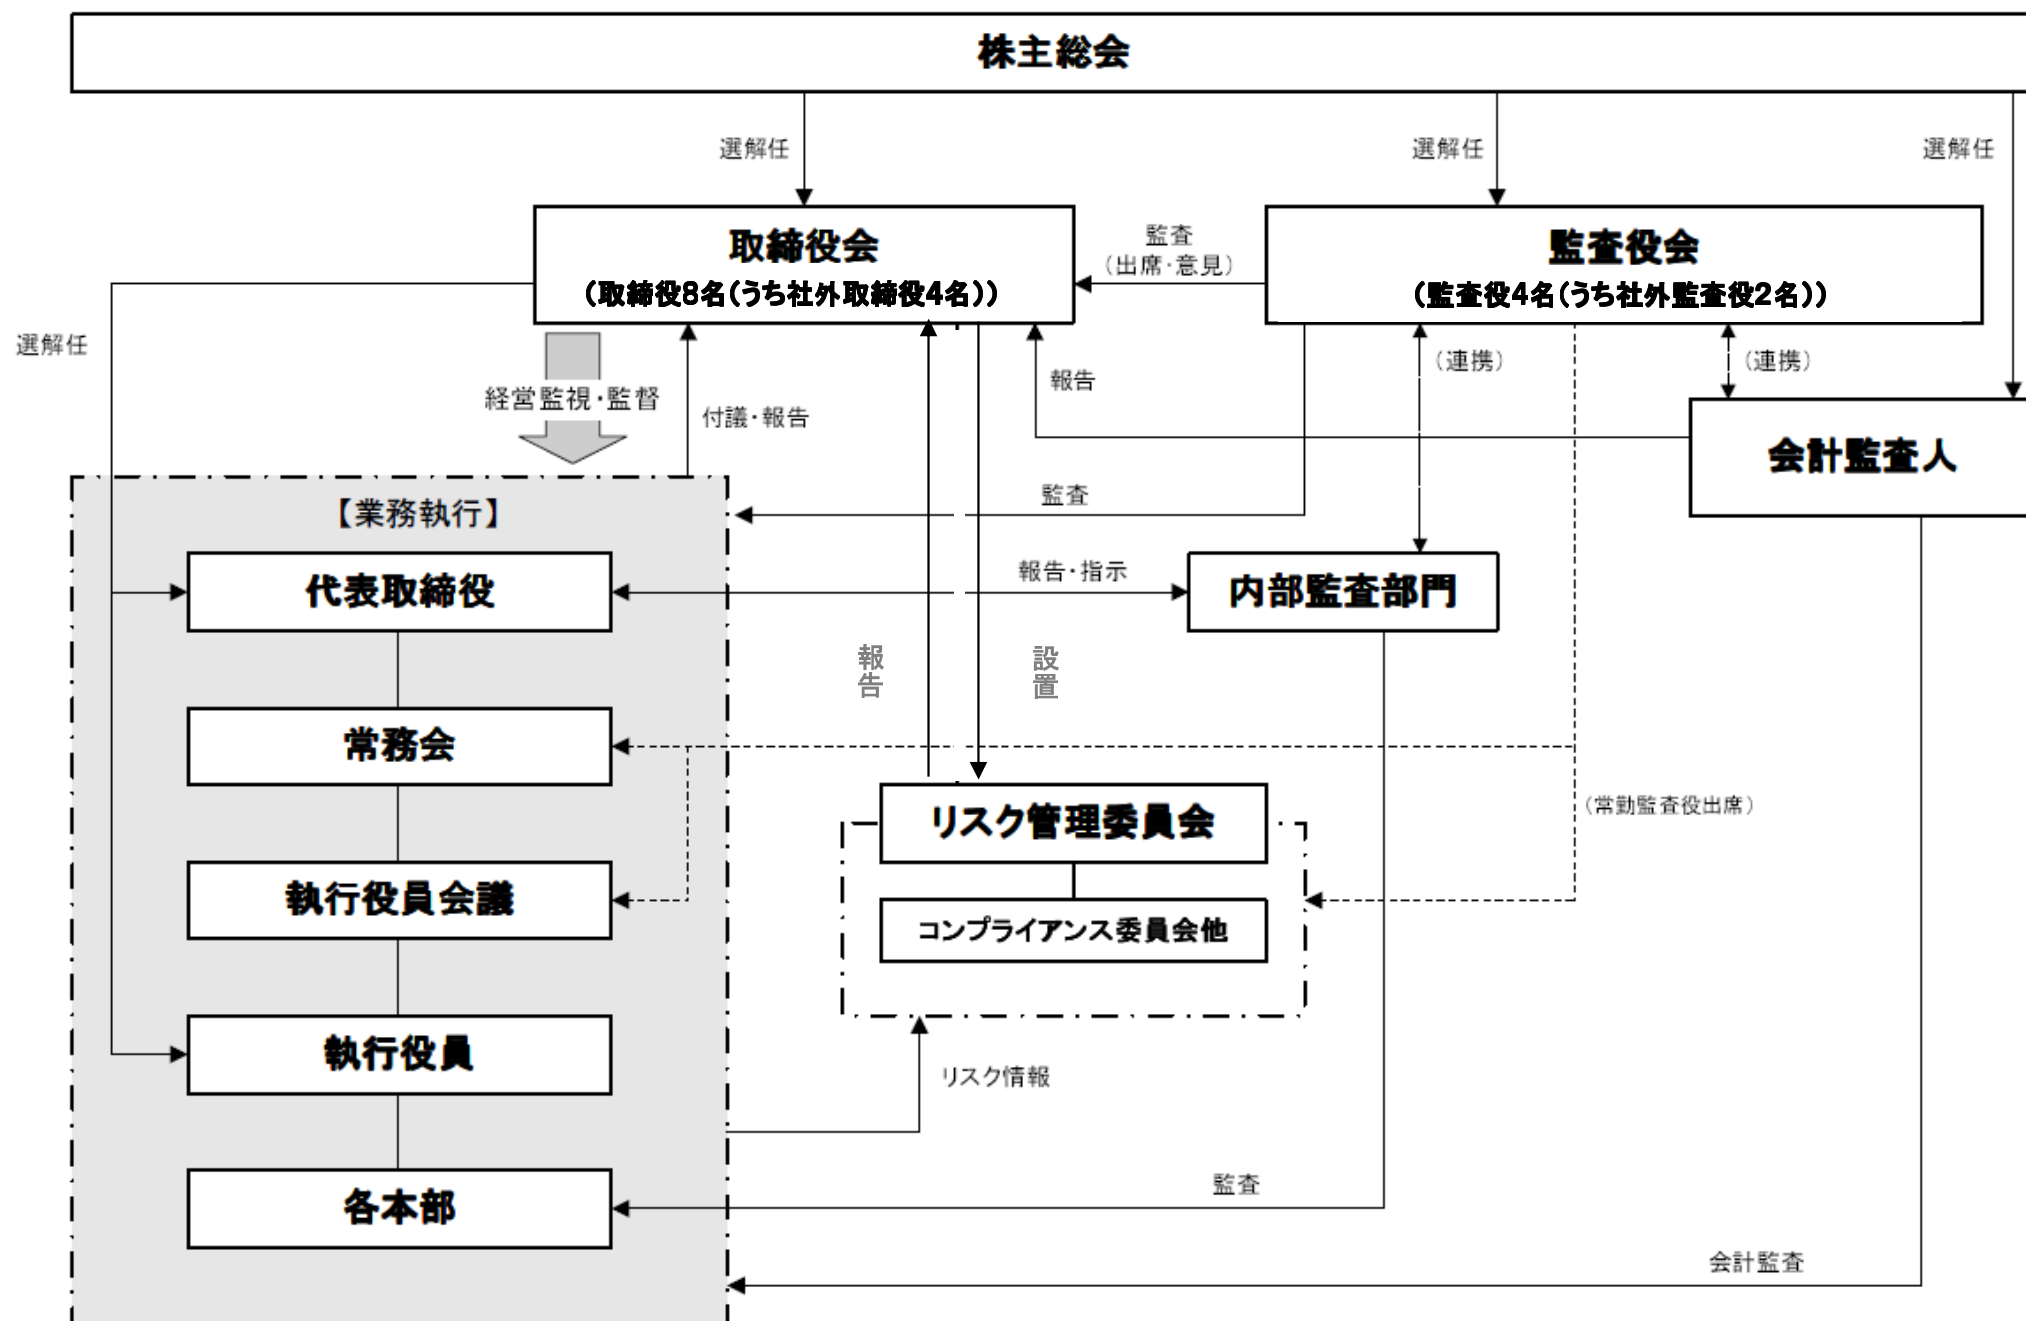 株主総会
選解任
選解任
選解任
取締役会
(取締役8名(うち社外取締役4名))
監査
(出席・意見)
監査役会
(監査役4名(うち社外監査役2名))
選解任
経営監視・監督
付議・報告
報告
(連携)
(連携)
会計監査人
【業務執行】
監査
代表取締役
報告・指示
内部監査部門
報告
設置
常務会
リスク管理委員会
(常勤監査役出席)
執行役員会議
コンプライアンス委員会他
執行役員
リスク情報
各本部
監査
会計監査